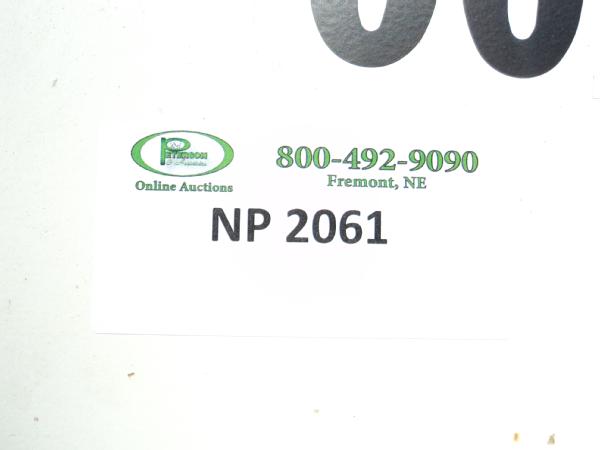 PETERSON
Online Auctions
800-492-9090
Fremont, NE
NP 2061